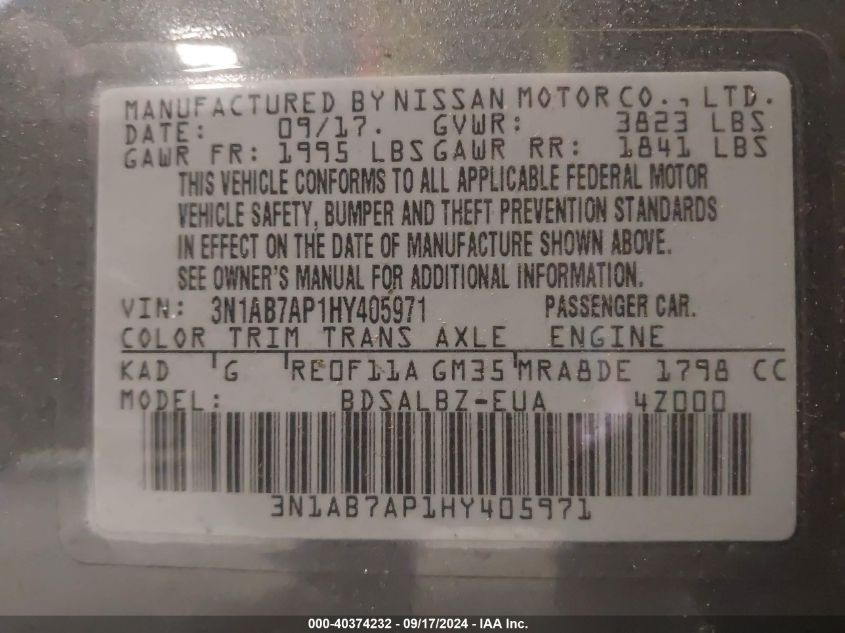 MANUFACTURED BY NISSAN MOTOR CO., LTD.
DATE: 09/17. GVWR: 3823 LBS
GAWR FR: 1995 LBS GAWR RR: 1841 LBS
THIS VEHICLE CONFORMS TO ALL APPLICABLE FEDERAL MOTOR
VEHICLE SAFETY, BUMPER AND THEFT PREVENTION STANDARDS
IN EFFECT ON THE DATE OF MANUFACTURE SHOWN ABOVE.
SEE OWNER'S MANUAL FOR ADDITIONAL INFORMATION.
VIN: 3N1AB7AP1HY405971 PASSENGER CAR.
COLOR TRIM TRANS AXLE ENGINE
KAD G RE0F11A GM35 MRA8DE 1798 CC
MODEL: BDSALBZ-EUA 4Z000
3N1AB7AP1HY405971
000-40374232 - 09/17/2024 - IAA Inc.